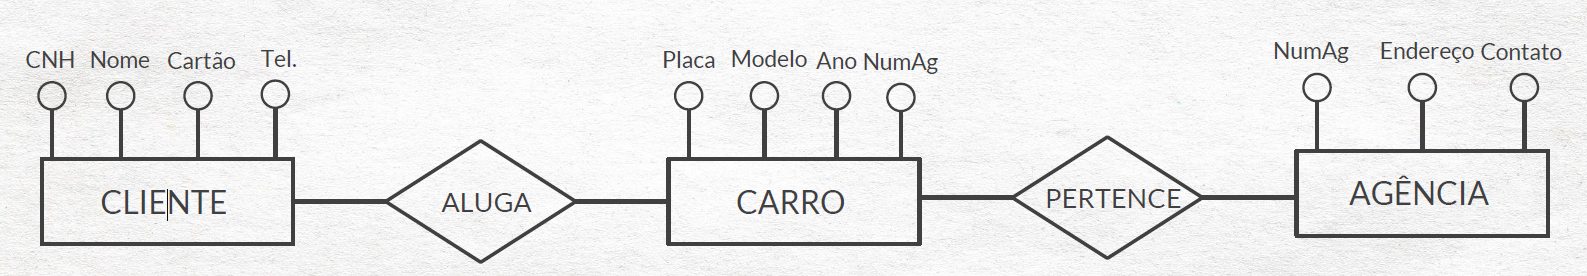 CNH Nome Cartão Tel.
Placa Modelo Ano NumAg
NumAg Endereço Contato
CLIENTE
ALUGA
CARRO
PERTENCE
AGÊNCIA